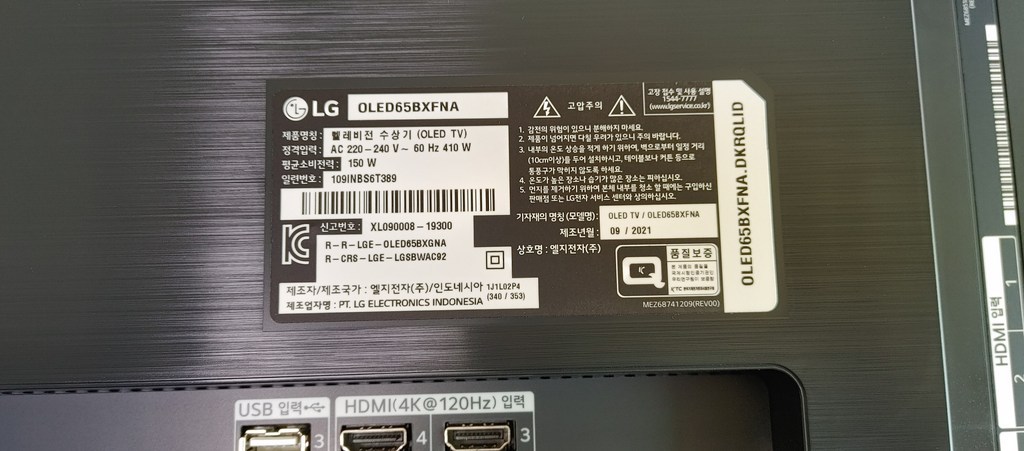 LG OLED65BXFNA
제품명칭 : 텔레비전 수상기 (OLED TV)
정격입력 : AC 220-240 V~ 60 Hz 410 W
평균소비전력 : 150 W
일련번호 : 109INBS6T389
신고번호 : XL090008-19300
R-R-LGE-OLED65BXGNA
R-CRS-LGE-LGSBWAC92
제조자/제조국가 : 엘지전자(주)/인도네시아 1J1L02P4
제조업자명 : PT. LG ELECTRONICS INDONESIA (340 / 353)
고압주의
고장 접수 및 사용 설명
1544-7777
(www.lgservice.co.kr)
1. 감전의 위험이 있으니 분해하지 마세요.
2. 제품이 넘어지면 다칠 우려가 있으니 주의 바랍니다.
3. 내부의 온도 상승을 적게 하기 위하여, 벽으로부터 일정 거리
(10cm이상)를 두어 설치하시고, 테이블보나 커튼 등으로
통풍구가 막히지 않도록 하세요.
4. 온도가 높은 장소나 습기가 많은 장소는 피하십시오.
5. 먼지를 제거하기 위하여 본체 내부를 청소 할 때에는 구입하신
판매점 또는 LG전자 서비스 센터와 상의하십시오.
기자재의 명칭 (모델명) : OLED TV / OLED65BXFNA
제조년월 : 09 / 2021
상호명 : 엘지전자(주)
Q 품질보증
MEZ68741209(REV00)
OLED65BXFNA.DKRQLID
USB 입력
3
HDMI(4K@120Hz) 입력
4
3
HDMI 입력
1
2